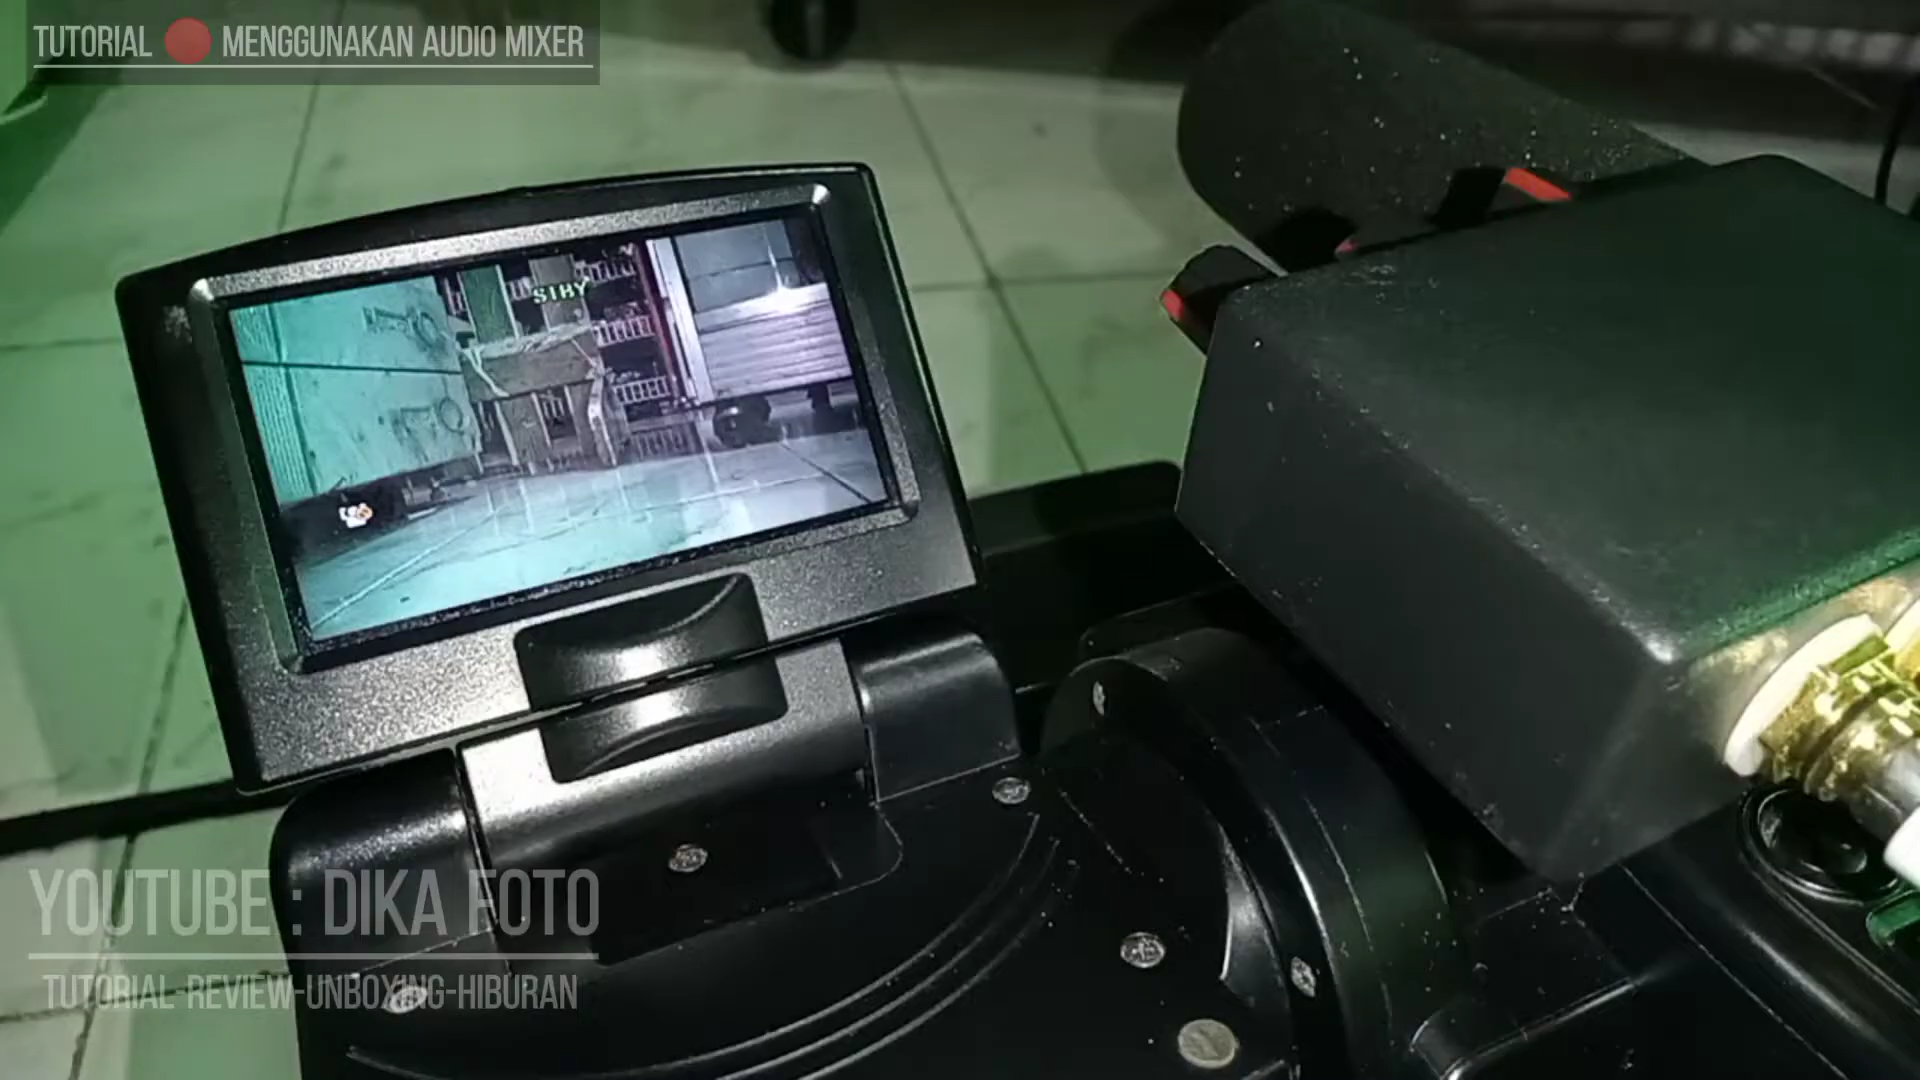 TUTORIAL 🔴 MENGGUNAKAN AUDIO MIXER
STBY
YOUTUBE : DIKA FOTO
TUTORIAL-REVIEW-UNBOXING-HIBURAN